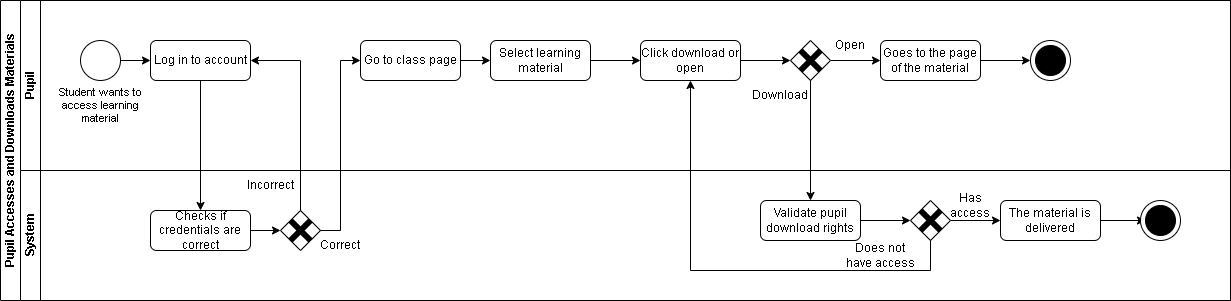 Pupil Accesses and Downloads Materials
Pupil
Student wants to
access learning
material
Log in to account
Go to class page
Select learning
material
Click download or
open
Open
Download
Goes to the page
of the material
System
Checks if
credentials are
correct
Incorrect
Correct
Validate pupil
download rights
Has
access
Does not
have access
The material is
delivered